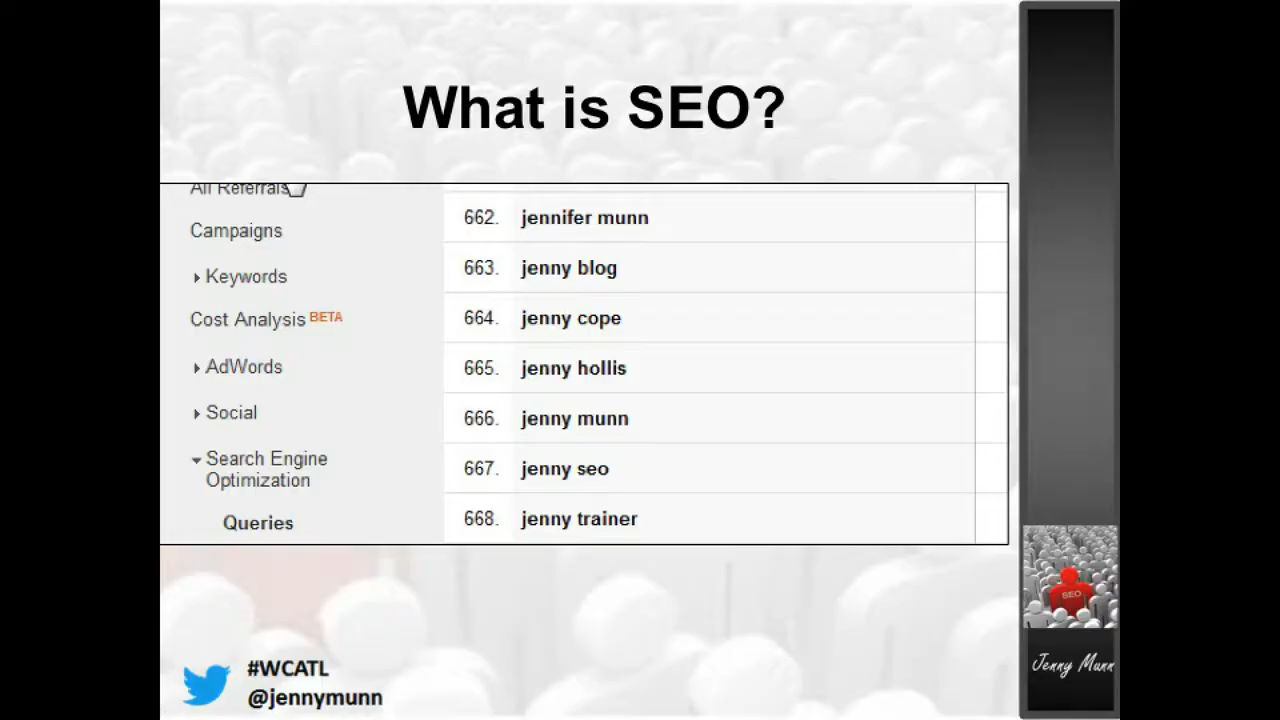 What is SEO?
All Referrals
Campaigns
Keywords
Cost Analysis BETA
AdWords
Social
Search Engine
Optimization
Queries
662. jennifer munn
663. jenny blog
664. jenny cope
665. jenny hollis
666. jenny munn
667. jenny seo
668. jenny trainer
SEO
Jenny Munn
#WCATL
@jennymunn